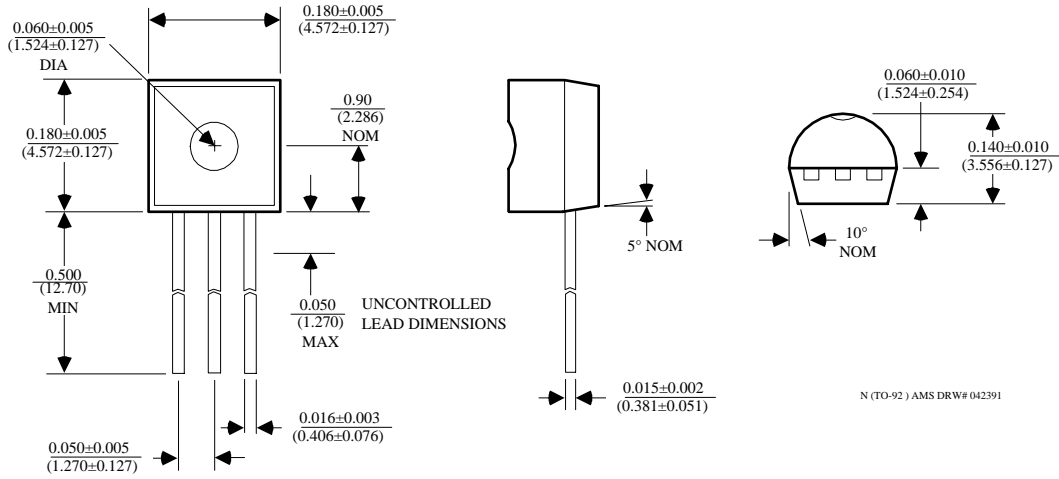 0.060±0.005
(1.524±0.127)
DIA
0.180±0.005
(4.572±0.127)
0.180±0.005
(4.572±0.127)
0.90
(2.286)
NOM
0.500
(12.70)
MIN
0.050
(1.270)
MAX
UNCONTROLLED
LEAD DIMENSIONS
0.016±0.003
(0.406±0.076)
0.050±0.005
(1.270±0.127)
5° NOM
0.015±0.002
(0.381±0.051)
0.060±0.010
(1.524±0.254)
0.140±0.010
(3.556±0.127)
10°
NOM
N (TO-92 ) AMS DRW# 042391